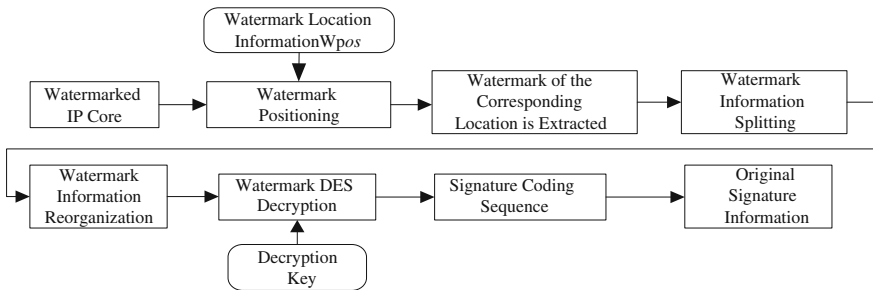 Watermark Location
InformationWpos
Watermarked
IP Core
Watermark
Positioning
Watermark of the
Corresponding
Location is Extracted
Watermark
Information
Splitting
Watermark
Information
Reorganization
Watermark DES
Decryption
Signature Coding
Sequence
Original
Signature
Information
Decryption
Key